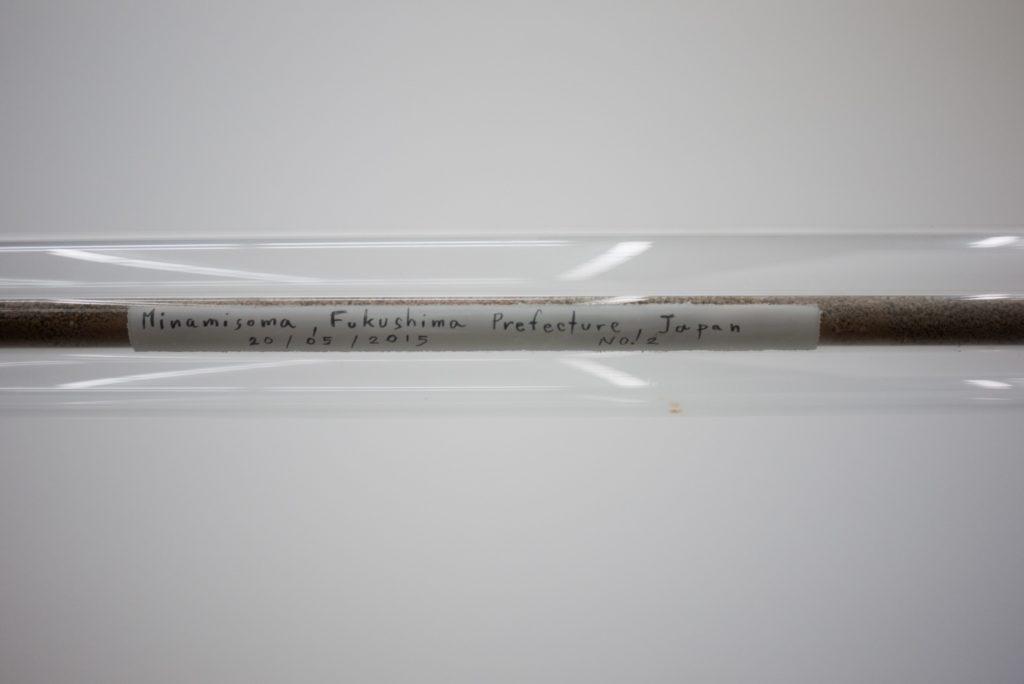 Minamisoma, Fukushima Prefecture, Japan
20/05/2015 No.2